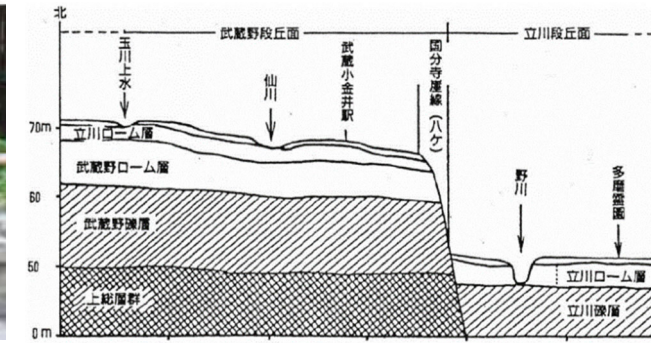 北
武蔵野段丘面
立川段丘面
玉川上水
仙川
武蔵小金井駅
国分寺崖線(ハケ)
野川
多磨霊園
70m
立川ローム層
武蔵野ローム層
60
武蔵野礫層
50
上総層群
0m
立川ローム層
立川礫層